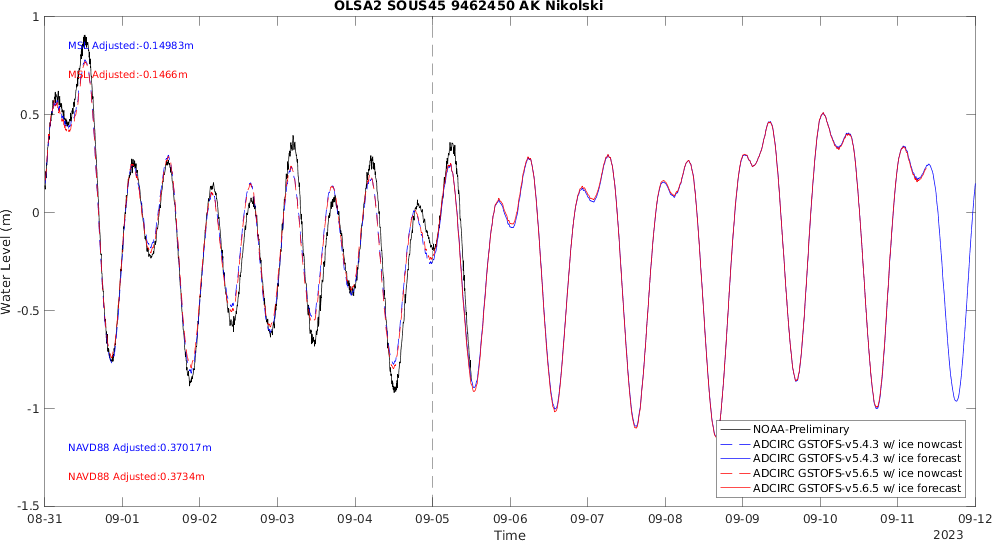 OLSA2 SOUS45 9462450 AK Nikolski
MSL Adjusted:-0.14983m
MSL Adjusted:-0.1466m
NAVD88 Adjusted:0.37017m
NAVD88 Adjusted:0.3734m
Water Level (m)
1
0.5
0
-0.5
-1
-1.5
NOAA-Preliminary
ADCIRC GSTOFS-v5.4.3 w/ ice nowcast
ADCIRC GSTOFS-v5.4.3 w/ ice forecast
ADCIRC GSTOFS-v5.6.5 w/ ice nowcast
ADCIRC GSTOFS-v5.6.5 w/ ice forecast
08-31 09-01 09-02 09-03 09-04 09-05 09-06 09-07 09-08 09-09 09-10 09-11 09-12
Time
2023